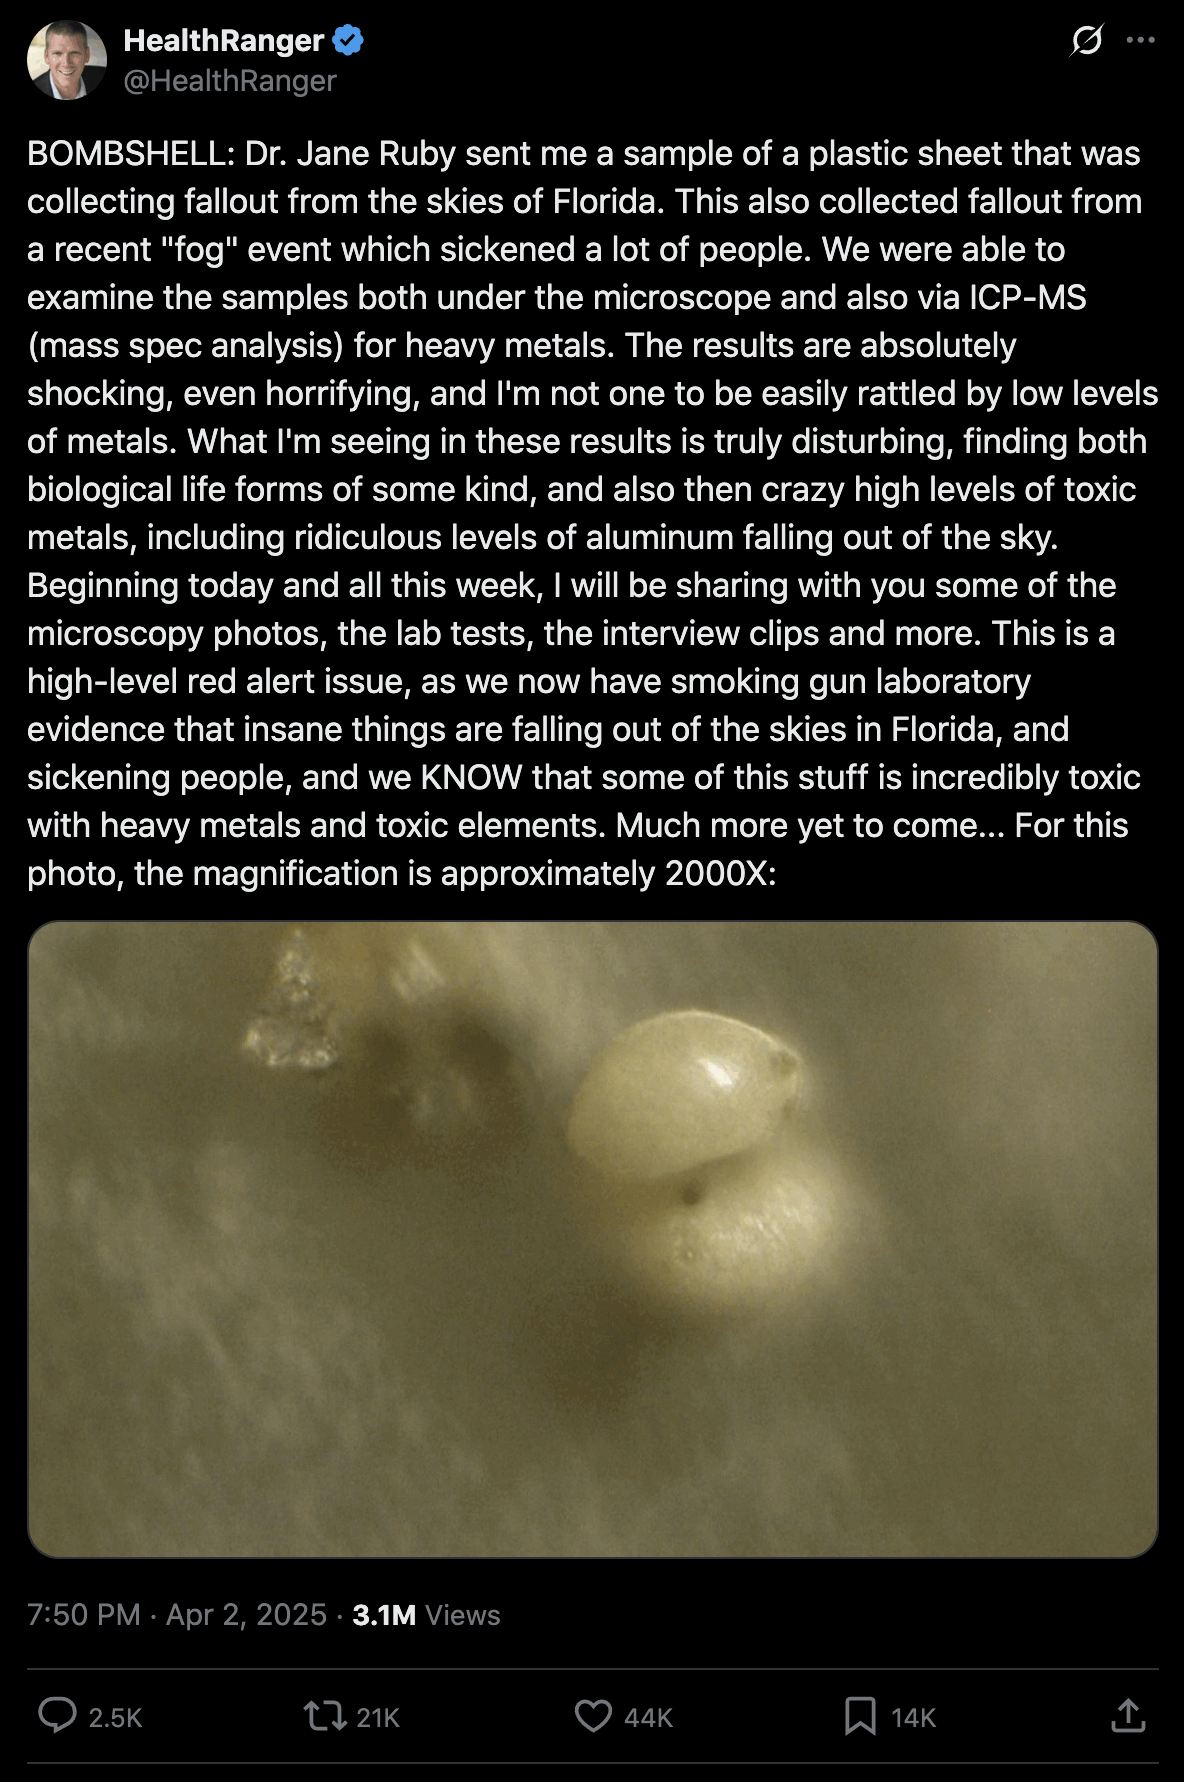 HealthRanger
@HealthRanger
BOMBSHELL: Dr. Jane Ruby sent me a sample of a plastic sheet that was
collecting fallout from the skies of Florida. This also collected fallout from
a recent "fog" event which sickened a lot of people. We were able to
examine the samples both under the microscope and also via ICP-MS
(mass spec analysis) for heavy metals. The results are absolutely
shocking, even horrifying, and I'm not one to be easily rattled by low levels
of metals. What I'm seeing in these results is truly disturbing, finding both
biological life forms of some kind, and also then crazy high levels of toxic
metals, including ridiculous levels of aluminum falling out of the sky.
Beginning today and all this week, I will be sharing with you some of the
microscopy photos, the lab tests, the interview clips and more. This is a
high-level red alert issue, as we now have smoking gun laboratory
evidence that insane things are falling out of the skies in Florida, and
sickening people, and we KNOW that some of this stuff is incredibly toxic
with heavy metals and toxic elements. Much more yet to come... For this
photo, the magnification is approximately 2000X:
7:50 PM · Apr 2, 2025 · 3.1M Views
2.5K 21K 44K 14K